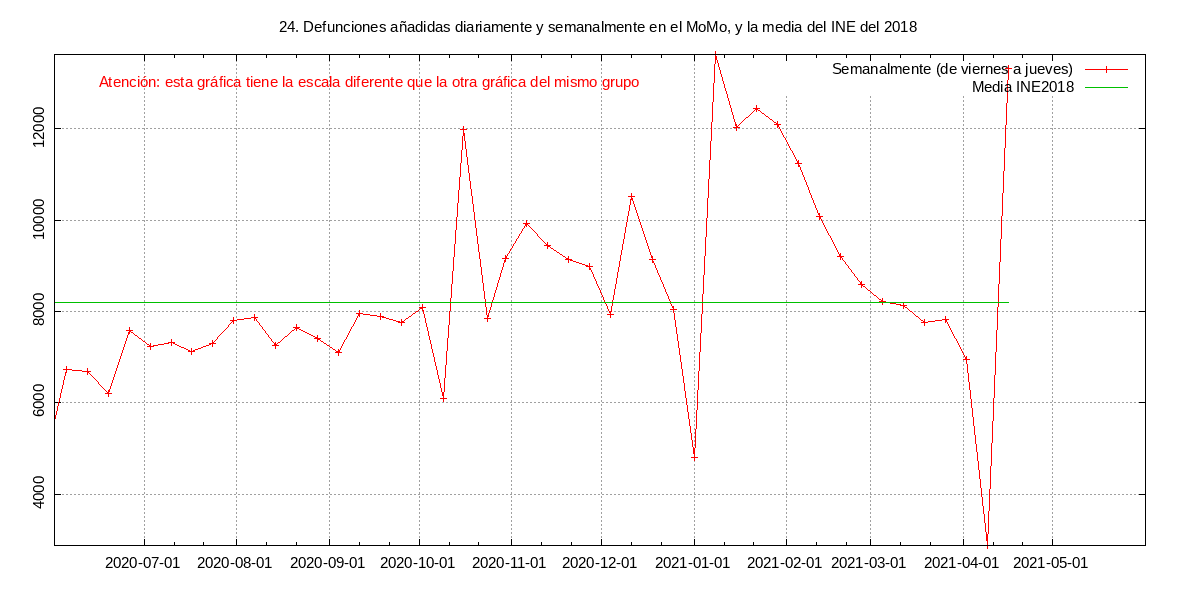 24. Defunciones añadidas diariamente y semanalmente en el MoMo, y la media del INE del 2018
Atención: esta gráfica tiene la escala diferente que la otra gráfica del mismo grupo
Semanalmente (de viernes a jueves)
Media INE2018
12000
10000
8000
6000
4000
2020-07-01 2020-08-01 2020-09-01 2020-10-01 2020-11-01 2020-12-01 2021-01-01 2021-02-01 2021-03-01 2021-04-01 2021-05-01